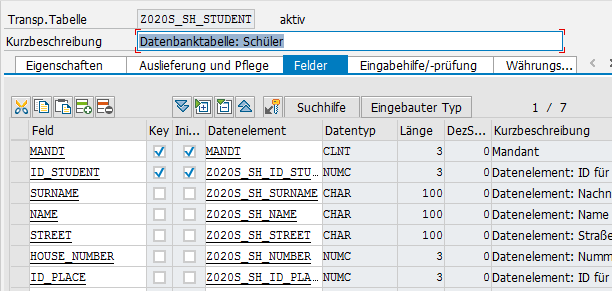 Transp.Tabelle Z020S_SH_STUDENT aktiv
Kurzbeschreibung Datenbanktabelle: Schüler
Eigenschaften Auslieferung und Pflege Felder Eingabehilfe/-prüfung Währungs...
Suchhilfe Eingebauter Typ 1 / 7
Feld Key Ini... Datenelement Datentyp Länge DezS... Kurzbeschreibung
MANDT MANDT CLNT 3 0 Mandant
ID_STUDENT Z020S_SH_ID_STU... NUMC 3 0 Datenelement: ID für
SURNAME Z020S_SH_SURNAME CHAR 100 0 Datenelement: Nachn
NAME Z020S_SH_NAME CHAR 100 0 Datenelement: Name
STREET Z020S_SH_STREET CHAR 100 0 Datenelement: Straße
HOUSE_NUMBER Z020S_SH_NUMBER NUMC 3 0 Datenelement: Numm
ID_PLACE Z020S_SH_ID_PLA... NUMC 3 0 Datenelement: ID für